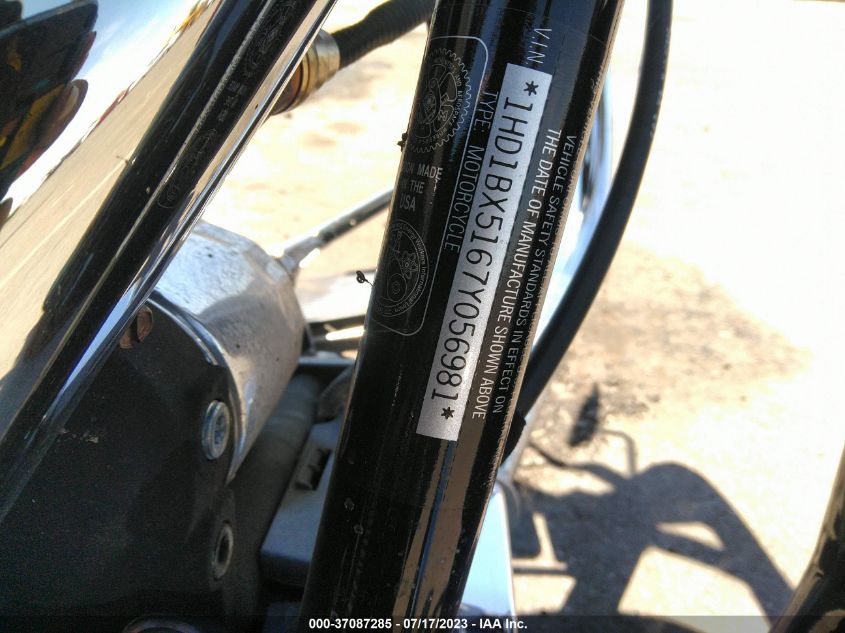 VEHICLE SAFETY STANDARDS IN EFFECT ON
THE DATE OF MANUFACTURE SHOWN ABOVE
V.I.N.
*1HD1BX5167Y056981*
TYPE: MOTORCYCLE
MADE
IN THE
USA
000-37087285 - 07/17/2023 - IAA Inc.